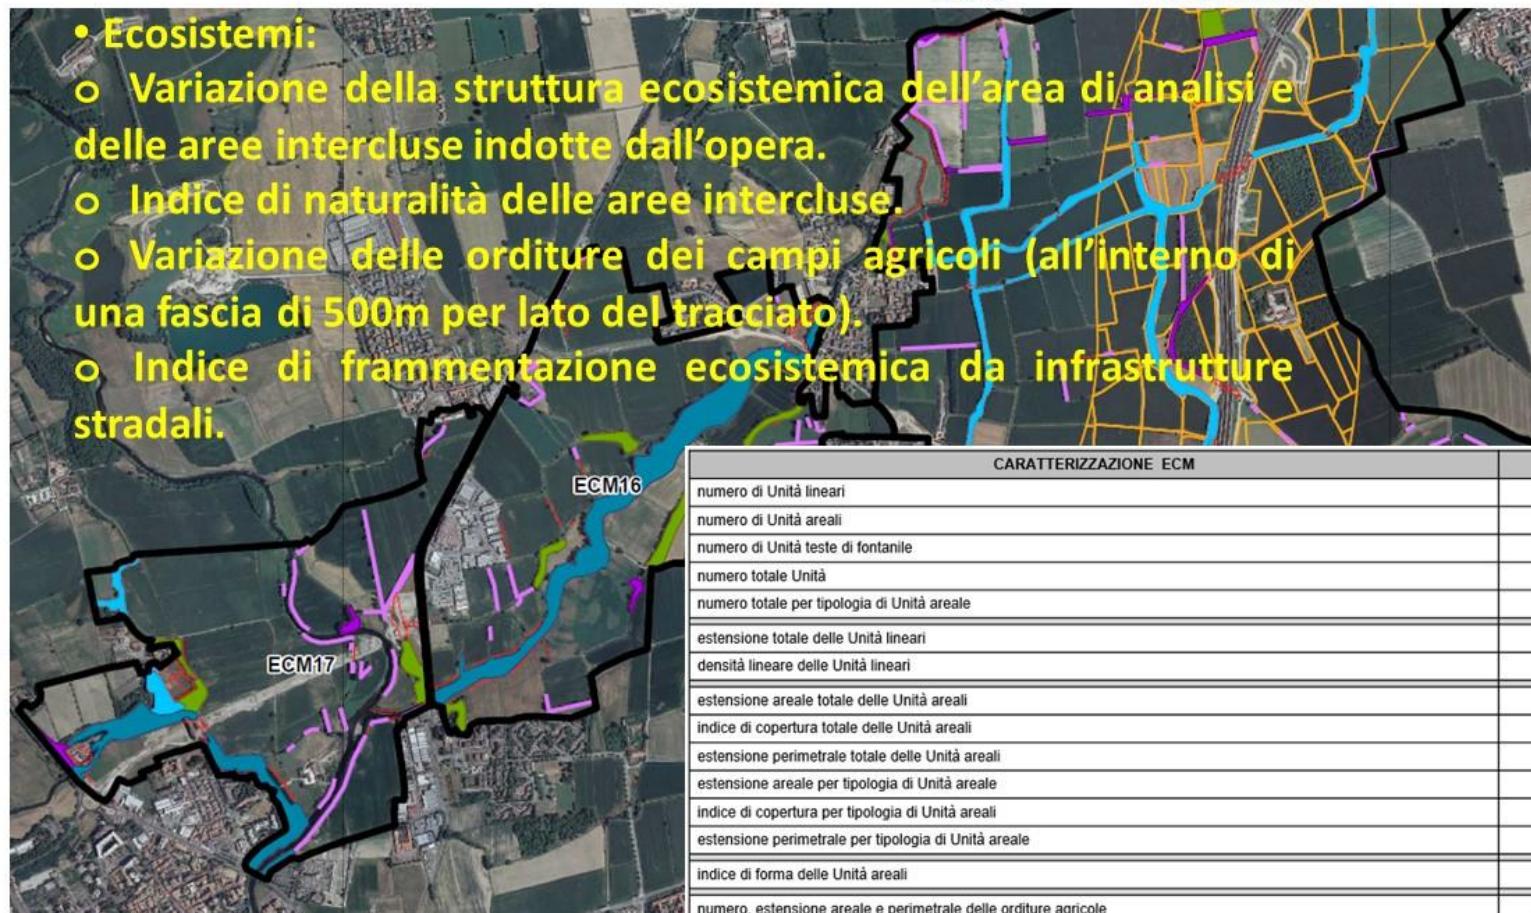 • Ecosistemi:
o Variazione della struttura ecosistemica dell'area di analisi e
delle aree intercluse indotte dall'opera.
o Indice di naturalità delle aree intercluse.
o Variazione delle orditure dei campi agricoli (all'interno di
una fascia di 500m per lato del tracciato).
o Indice di frammentazione ecosistemica da infrastrutture
stradali.
ECM16
ECM17
CARATTERIZZAZIONE ECM
numero di Unità lineari
numero di Unità areali
numero di Unità teste di fontanile
numero totale Unità
numero totale per tipologia di Unità areale
estensione totale delle Unità lineari
densità lineare delle Unità lineari
estensione areale totale delle Unità areali
indice di copertura totale delle Unità areali
estensione perimetrale totale delle Unità areali
estensione areale per tipologia di Unità areale
indice di copertura per tipologia di Unità areali
estensione perimetrale per tipologia di Unità areale
indice di forma delle Unità areali
numero, estensione areale e perimetrale delle orditure agricole